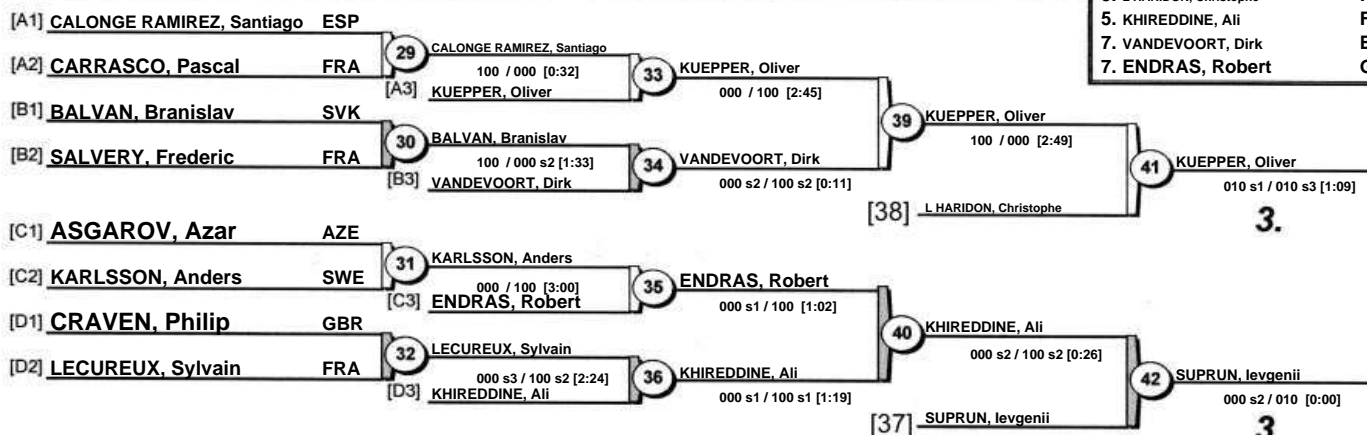 [A1] CALONGE RAMIREZ, Santiago ESP
[A2] CARRASCO, Pascal FRA
29
CALONGE RAMIREZ, Santiago
100 / 000 [0:32]
[A3] KUEPPER, Oliver
33
KUEPPER, Oliver
000 / 100 [2:45]
[B1] BALVAN, Branislav SVK
[B2] SALVERY, Frederic FRA
30
BALVAN, Branislav
100 / 000 s2 [1:33]
[B3] VANDEVOORT, Dirk
34
VANDEVOORT, Dirk
000 s2 / 100 s2 [0:11]
39
KUEPPER, Oliver
100 / 000 [2:49]
[38] L HARIDON, Christophe
41
KUEPPER, Oliver
010 s1 / 010 s3 [1:09]
3.
[C1] ASGAROV, Azar AZE
[C2] KARLSSON, Anders SWE
31
KARLSSON, Anders
000 / 100 [3:00]
[C3] ENDRAS, Robert
35
ENDRAS, Robert
000 s1 / 100 [1:02]
[D1] CRAVEN, Philip GBR
[D2] LECUREUX, Sylvain FRA
32
LECUREUX, Sylvain
000 s3 / 100 s2 [2:24]
[D3] KHIREDDINE, Ali
36
KHIREDDINE, Ali
000 s1 / 100 s1 [1:19]
40
KHIREDDINE, Ali
000 s2 / 100 s2 [0:26]
[37] SUPRUN, Ievgenii
42
SUPRUN, Ievgenii
000 s2 / 010 [0:00]
3
5. KHIREDDINE, Ali
7. VANDEVOORT, Dirk
7. ENDRAS, Robert